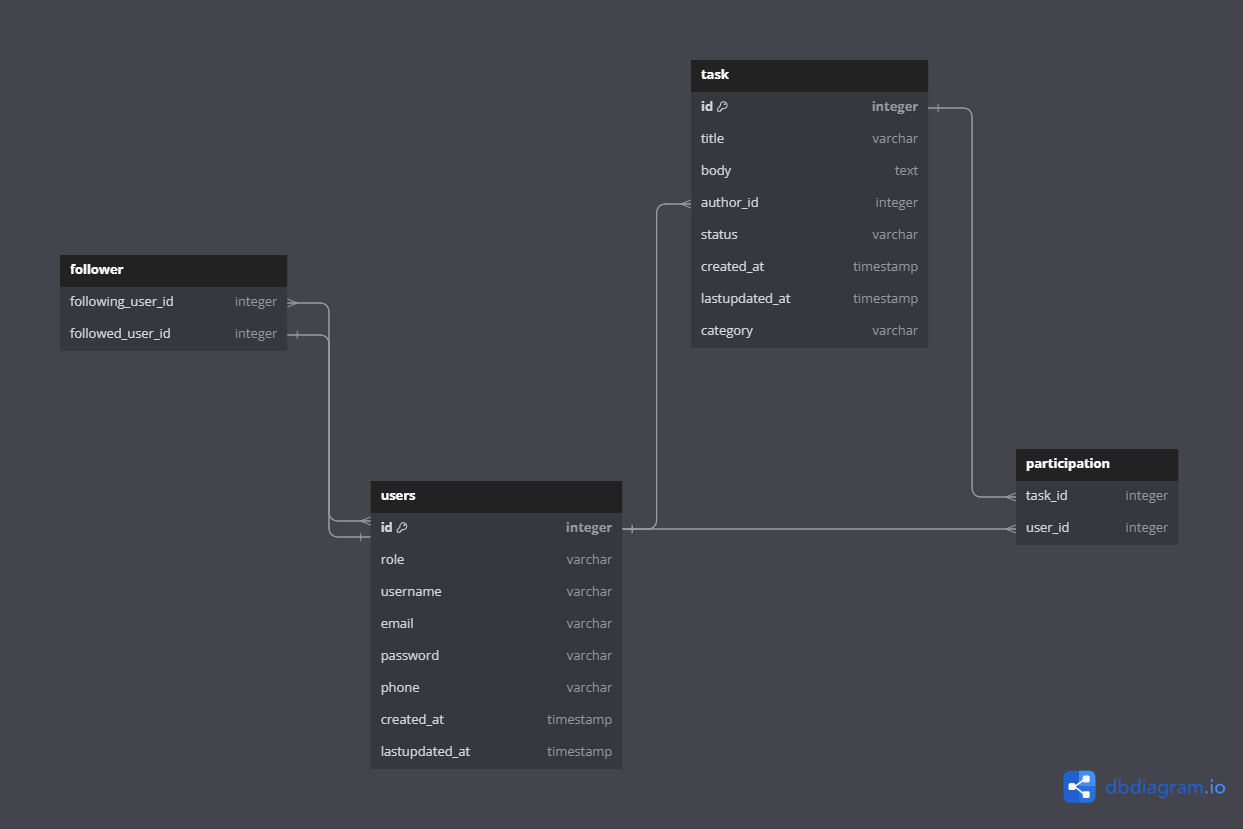 task
id integer
title varchar
body text
author_id integer
status varchar
created_at timestamp
lastupdated_at timestamp
category varchar
follower
following_user_id integer
followed_user_id integer
participation
task_id integer
user_id integer
users
id integer
role varchar
username varchar
email varchar
password varchar
phone varchar
created_at timestamp
lastupdated_at timestamp
dbdiagram.io